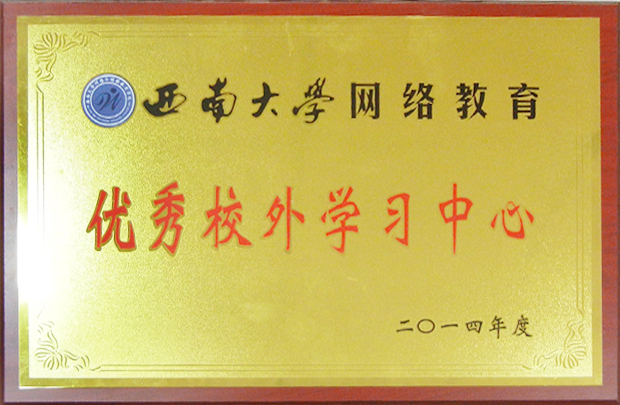 西南大学网络教育
优秀校外学习中心
二〇一四年度